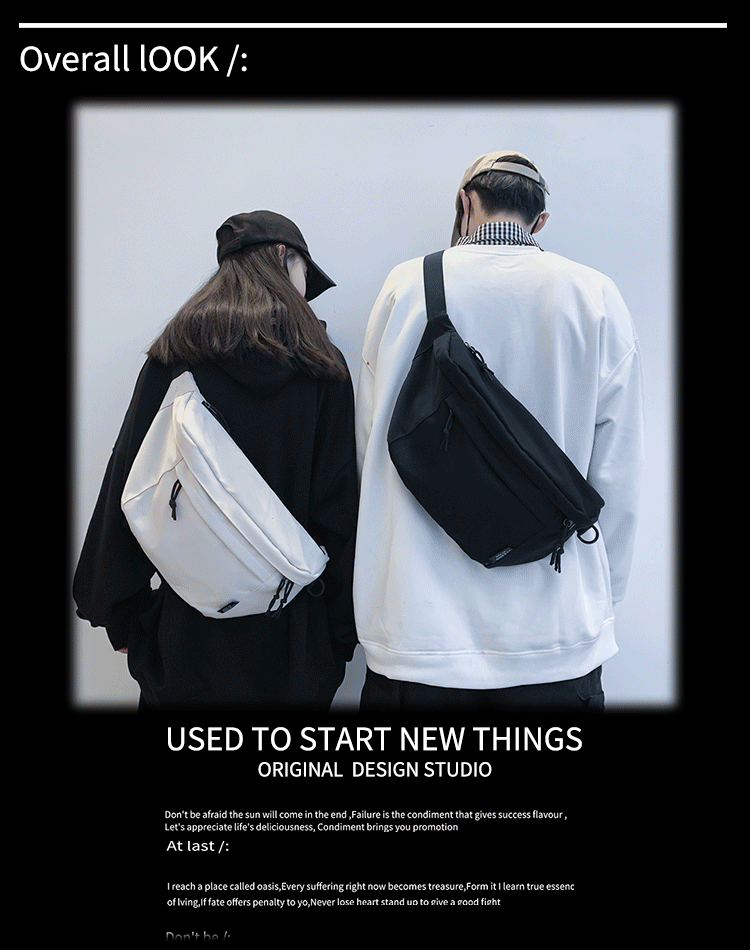 Overall lOOK /:
USED TO START NEW THINGS
ORIGINAL DESIGN STUDIO
Don't be afraid the sun will come in the end ,Failure is the condiment that gives success flavour ,
Let's appreciate life's deliciousness, Condiment brings you promotion
At last /:
I reach a place called oasis,Every suffering right now becomes treasure,Form it I learn true essenc
of lving,If fate offers penalty to yo,Never lose heart stand up to give a good fight
Don't be /: